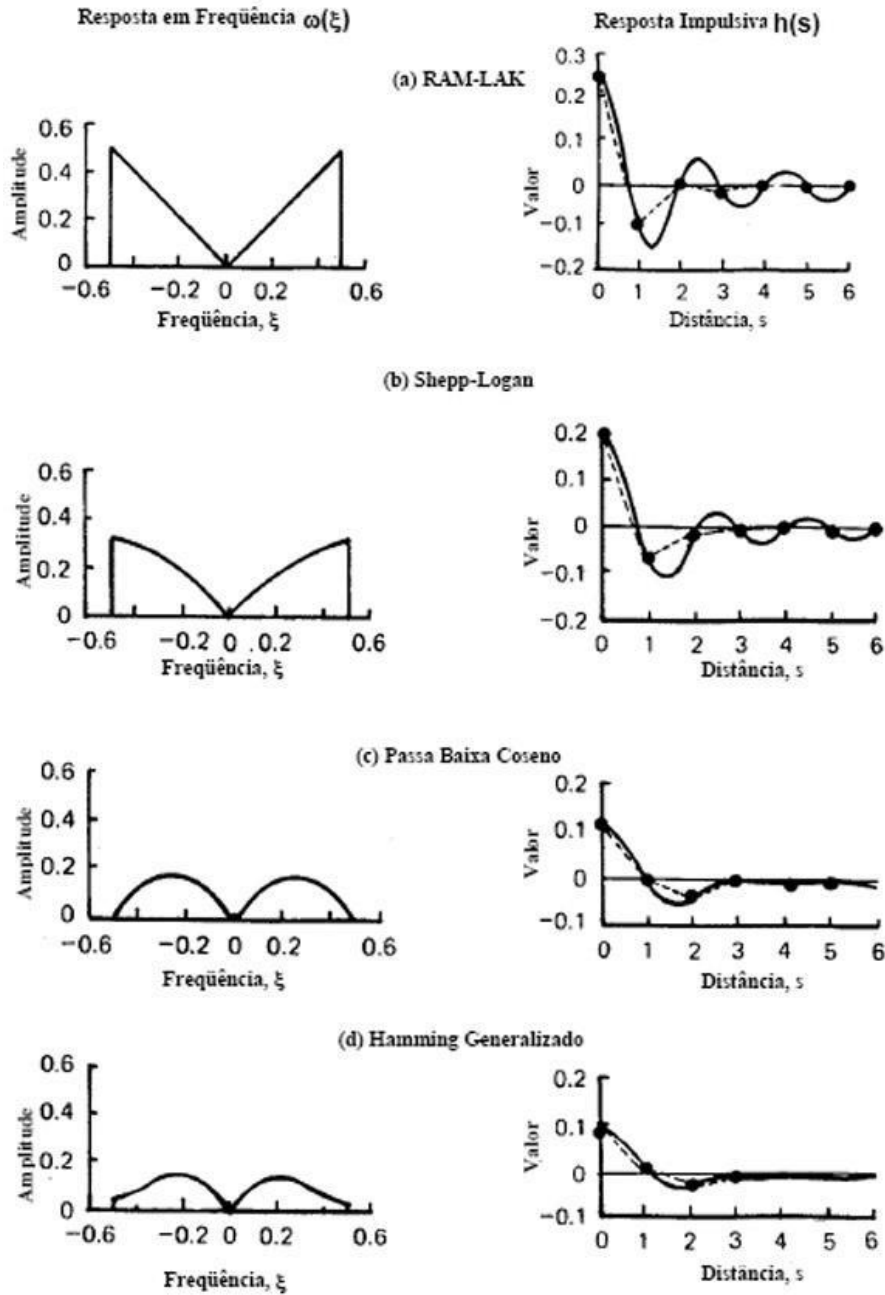 Resposta em Freqüência ω(ξ)
Resposta Impulsiva h(s)
(a) RAM-LAK
Amplitude
0.6
0.4
0.2
0
−0.6 −0.2 0 0.2 0.6
Freqüência, ξ
Valor
0.3
0.2
0.1
0
−0.1
−0.2
0 1 2 3 4 5 6
Distância, s
(b) Shepp-Logan
Amplitude
0.6
0.4
0.2
0
−0.6 −0.2 0 0.2 0.6
Freqüência, ξ
Valor
0.2
0.1
0
−0.1
−0.2
0 1 2 3 4 5 6
Distância, s
(c) Passa Baixa Coseno
Amplitude
0.6
0.4
0.2
0
−0.6 −0.2 0 0.2 0.6
Freqüência, ξ
Valor
0.2
0.1
0
−0.1
0 1 2 3 4 5 6
Distância, s
(d) Hamming Generalizado
Amplitude
0.6
0.4
0.2
0
−0.6 −0.2 0 0.2 0.6
Freqüência, ξ
Valor
0.2
0.1
0
−0.1
0 1 2 3 4 5 6
Distância, s